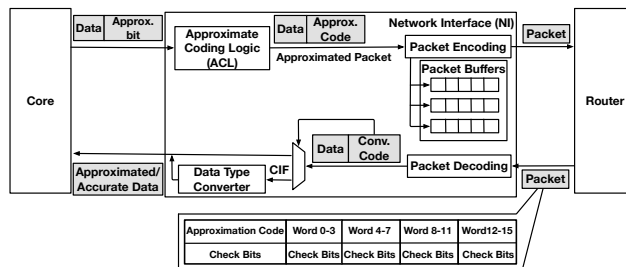 Network Interface (NI)
Data
Approx.
bit
Approximate
Coding Logic
(ACL)
Data
Approx.
Code
Approximated Packet
Packet Encoding
Packet
Packet Buffers
Core
Router
Data
Conv.
Code
Packet Decoding
Approximated/
Accurate Data
Data Type
Converter
CIF
Packet
Approximation Code Word 0-3 Word 4-7 Word 8-11 Word12-15
Check Bits Check Bits Check Bits Check Bits Check Bits